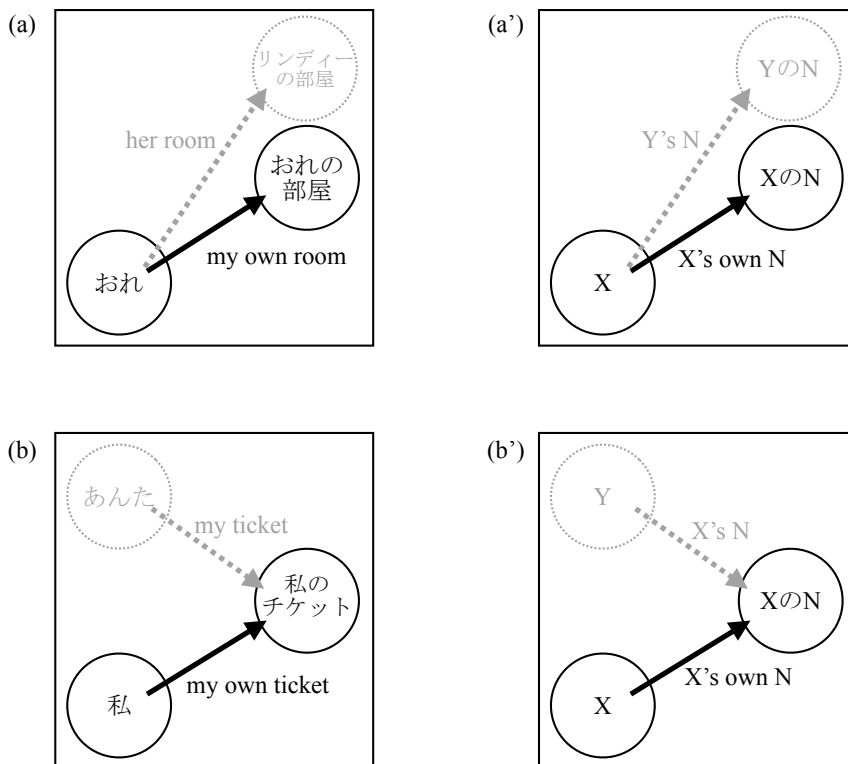 (a)
リンディー
の部屋
her room
おれの
部屋
my own room
おれ
(a’)
YのN
Y’s N
XのN
X’s own N
X
(b)
あんた
my ticket
私の
チケット
my own ticket
私
(b’)
Y
X’s N
XのN
X’s own N
X